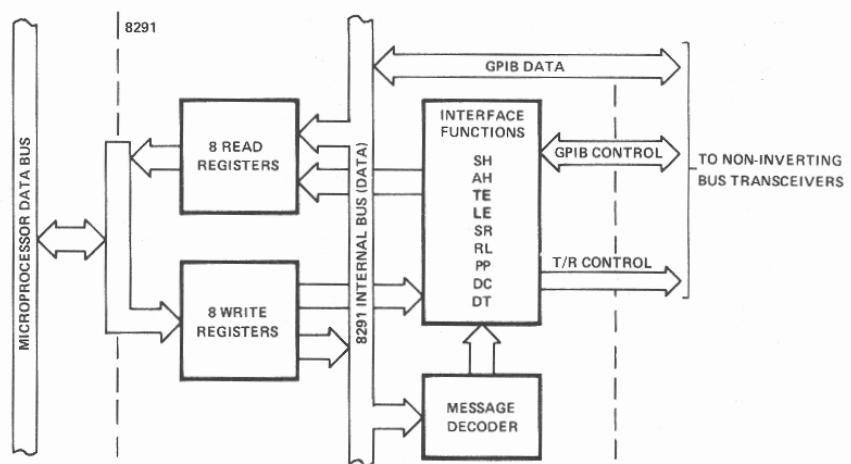 8291
MICROPROCESSOR DATA BUS
8 READ
REGISTERS
8 WRITE
REGISTERS
8291 INTERNAL BUS (DATA)
GPIB DATA
INTERFACE
FUNCTIONS
SH
AH
TE
LE
SR
RL
PP
DC
DT
GPIB CONTROL
T/R CONTROL
TO NON-INVERTING
BUS TRANSCEIVERS
MESSAGE
DECODER